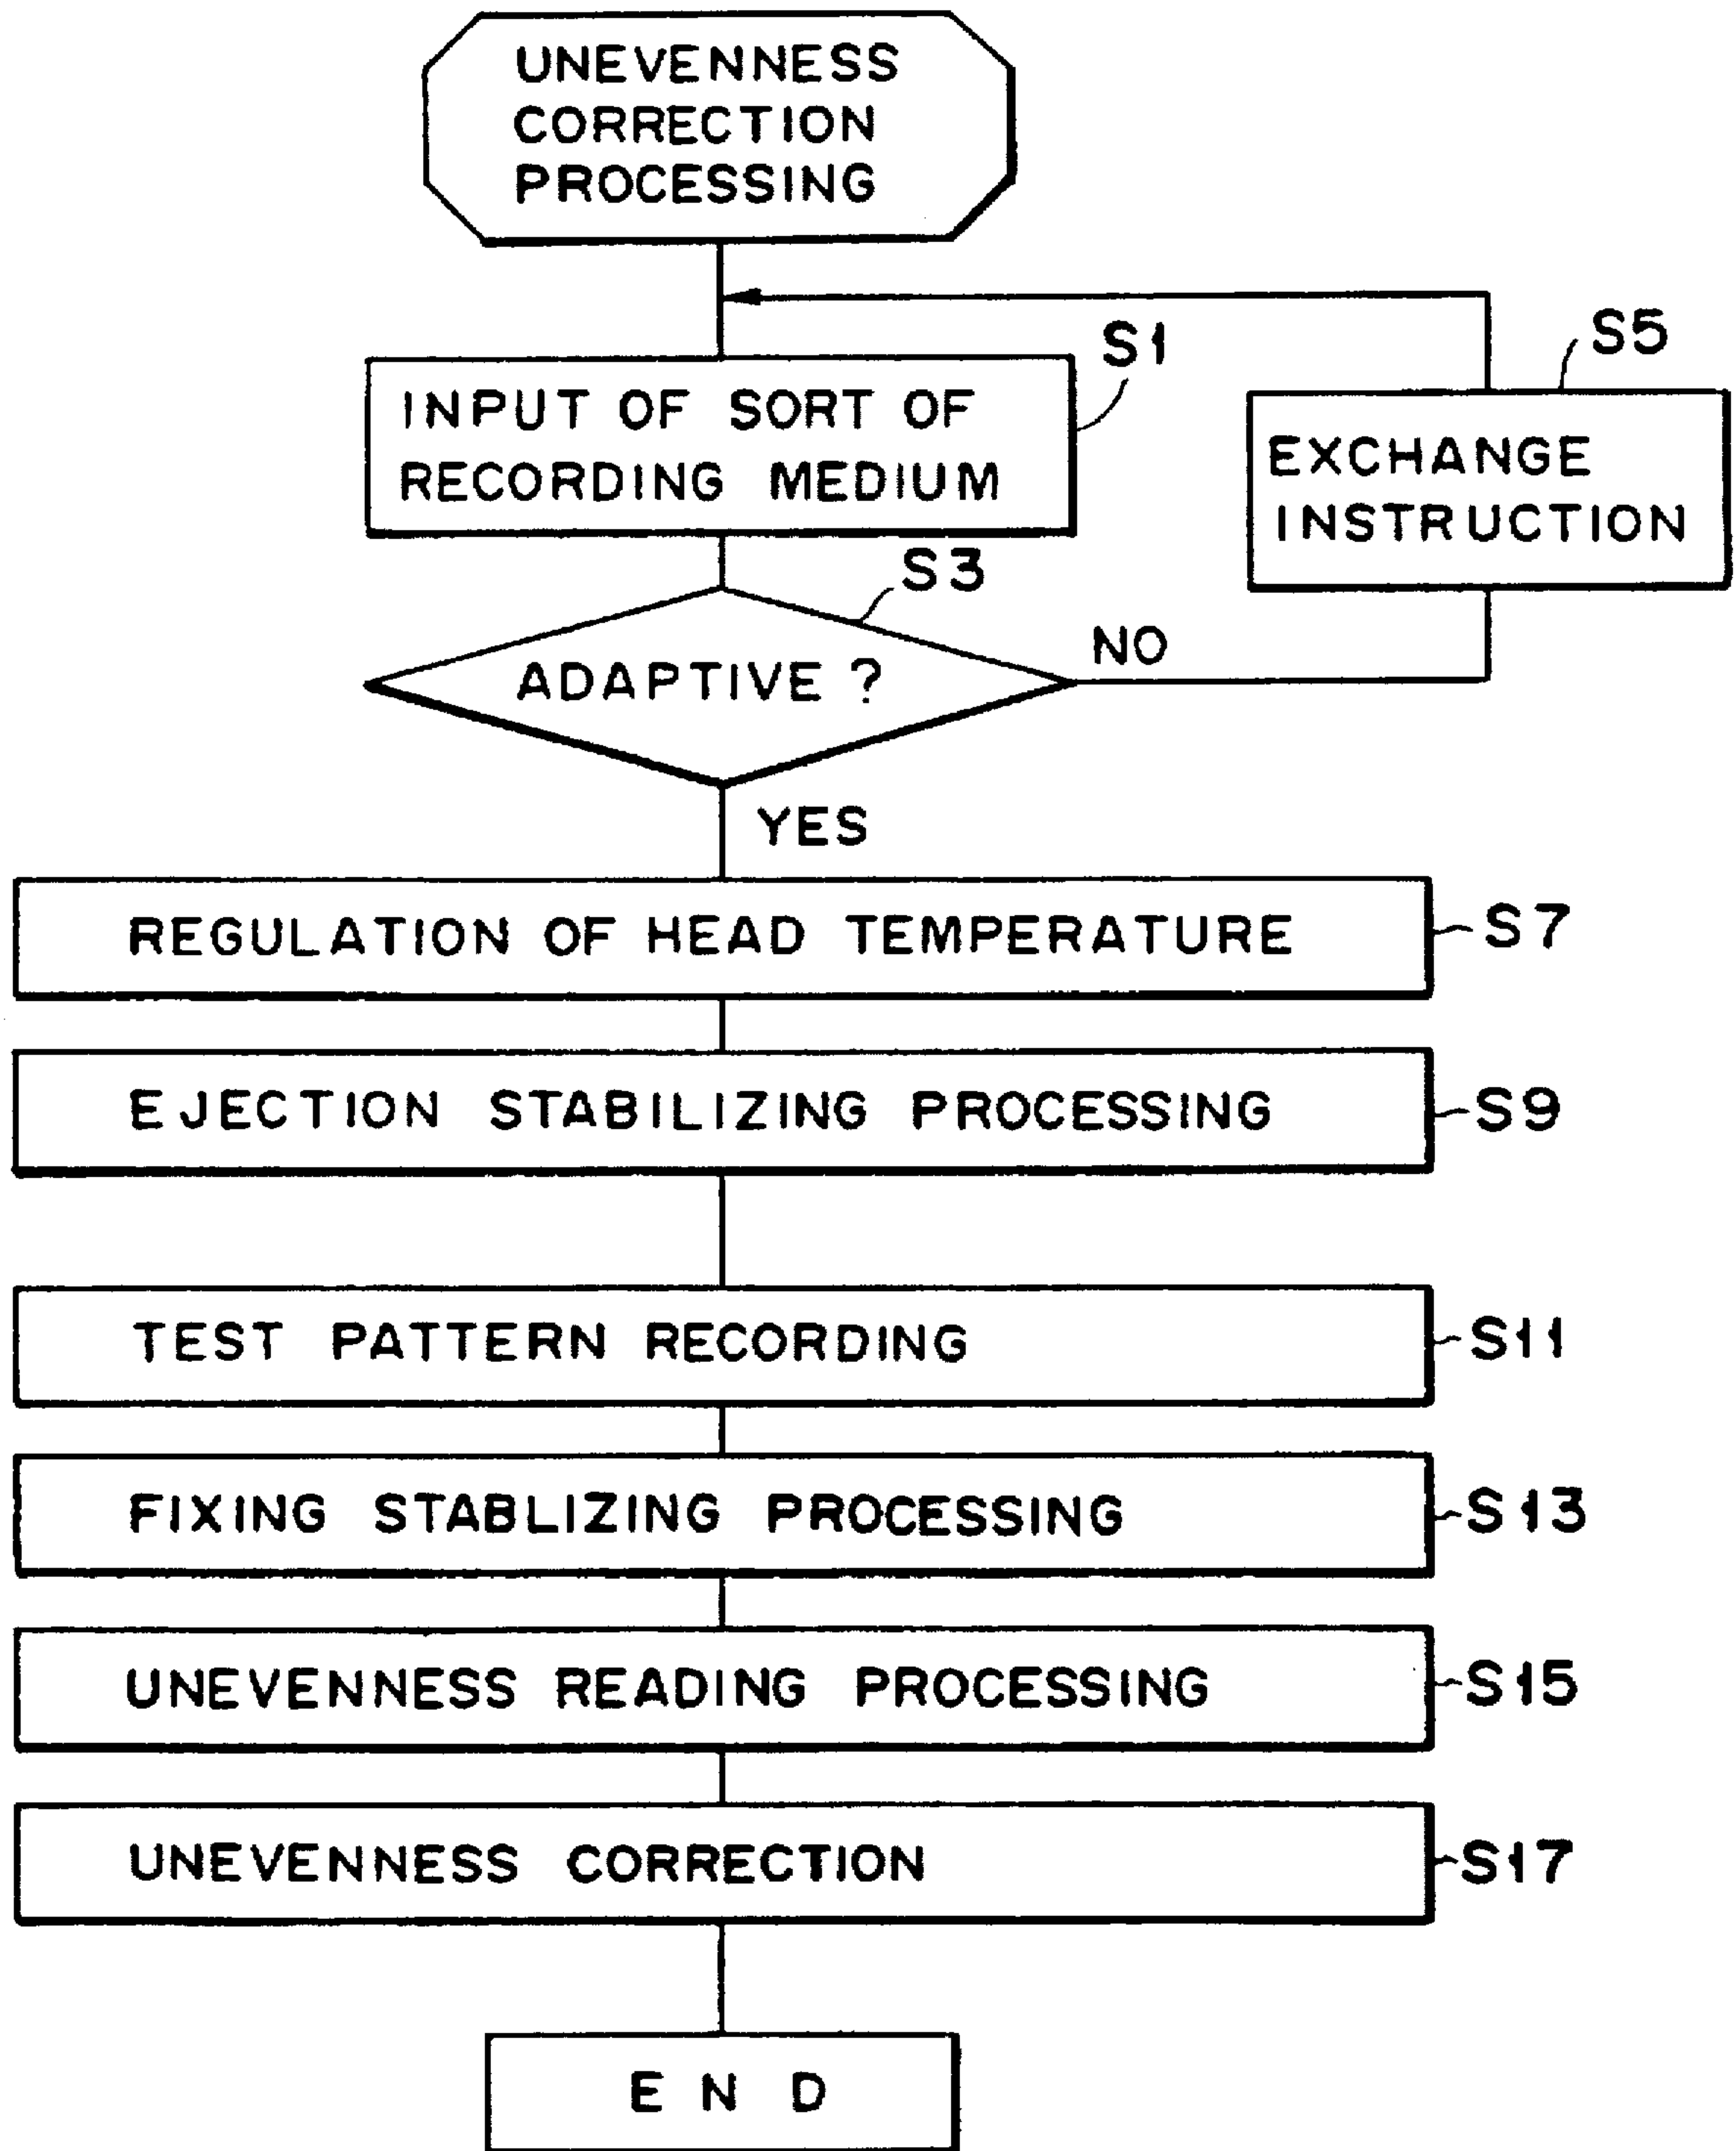 UNEVENNESS
CORRECTION
PROCESSING
S1
INPUT OF SORT OF
RECORDING MEDIUM
S5
EXCHANGE
INSTRUCTION
S3
ADAPTIVE ?
NO
YES
REGULATION OF HEAD TEMPERATURE
S7
EJECTION STABILIZING PROCESSING
S9
TEST PATTERN RECORDING
S11
FIXING STABLIZING PROCESSING
S13
UNEVENNESS READING PROCESSING
S15
UNEVENNESS CORRECTION
S17
END